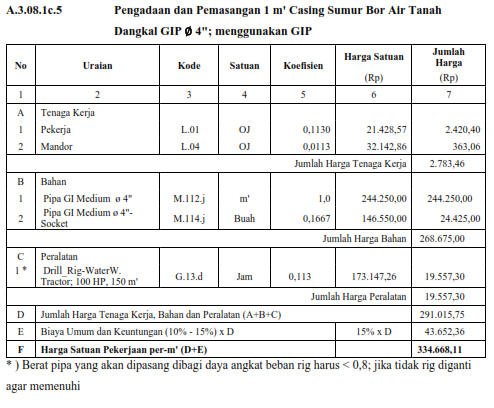 A.3.08.1c.5 Pengadaan dan Pemasangan 1 m' Casing Sumur Bor Air Tanah
Dangkal GIP Ø 4"; menggunakan GIP
No Uraian Kode Satuan Koefisien Harga Satuan (Rp) Jumlah Harga (Rp)
1 2 3 4 5 6 7
A Tenaga Kerja
1 Pekerja L.01 OJ 0,1130 21.428,57 2.420,40
2 Mandor L.04 OJ 0,0113 32.142,86 363,06
Jumlah Harga Tenaga Kerja 2.783,46
B Bahan
1 Pipa GI Medium ø 4" M.112.j m' 1,0 244.250,00 244.250,00
2 Pipa GI Medium ø 4"- Socket M.114.j Buah 0,1667 146.550,00 24.425,00
Jumlah Harga Bahan 268.675,00
C Peralatan
1 * Drill_Rig-WaterW. Tractor; 100 HP, 150 m' G.13.d Jam 0,113 173.147,26 19.557,30
Jumlah Harga Peralatan 19.557,30
D Jumlah Harga Tenaga Kerja, Bahan dan Peralatan (A+B+C) 291.015,75
E Biaya Umum dan Keuntungan (10% - 15%) x D 15% x D 43.652,36
F Harga Satuan Pekerjaan per-m' (D+E) 334.668,11
* ) Berat pipa yang akan dipasang dibagi daya angkat beban rig harus < 0,8; jika tidak rig diganti
agar memenuhi